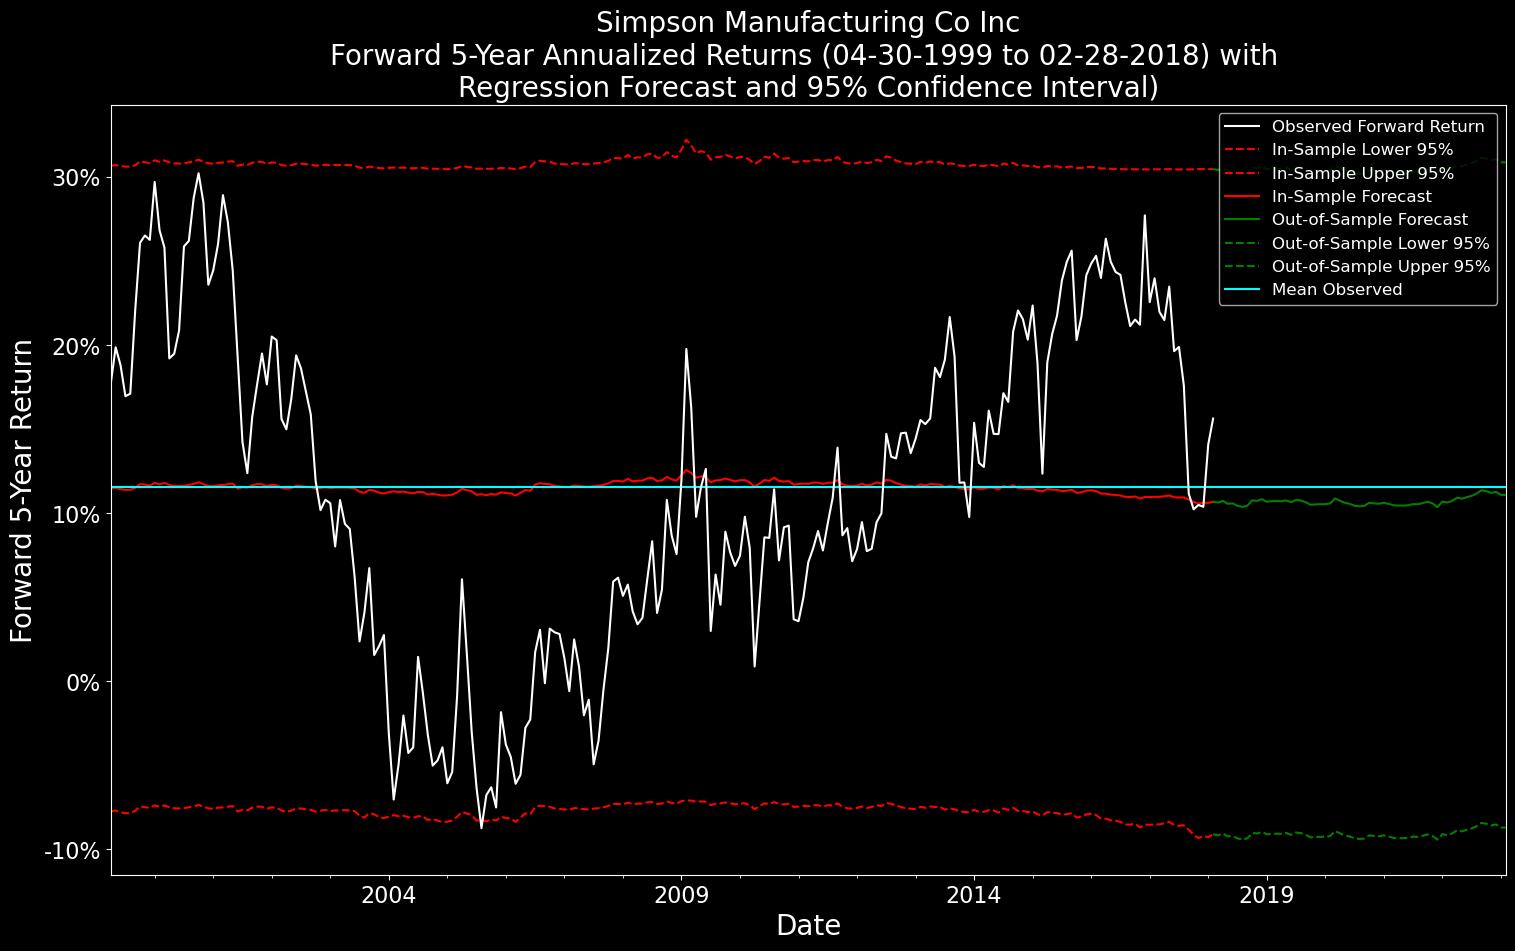 Simpson Manufacturing Co Inc
Forward 5-Year Annualized Returns (04-30-1999 to 02-28-2018) with
Regression Forecast and 95% Confidence Interval)
Observed Forward Return
In-Sample Lower 95%
In-Sample Upper 95%
In-Sample Forecast
Out-of-Sample Forecast
Out-of-Sample Lower 95%
Out-of-Sample Upper 95%
Mean Observed
Forward 5-Year Return
30%
20%
10%
0%
-10%
2004
2009
2014
2019
Date